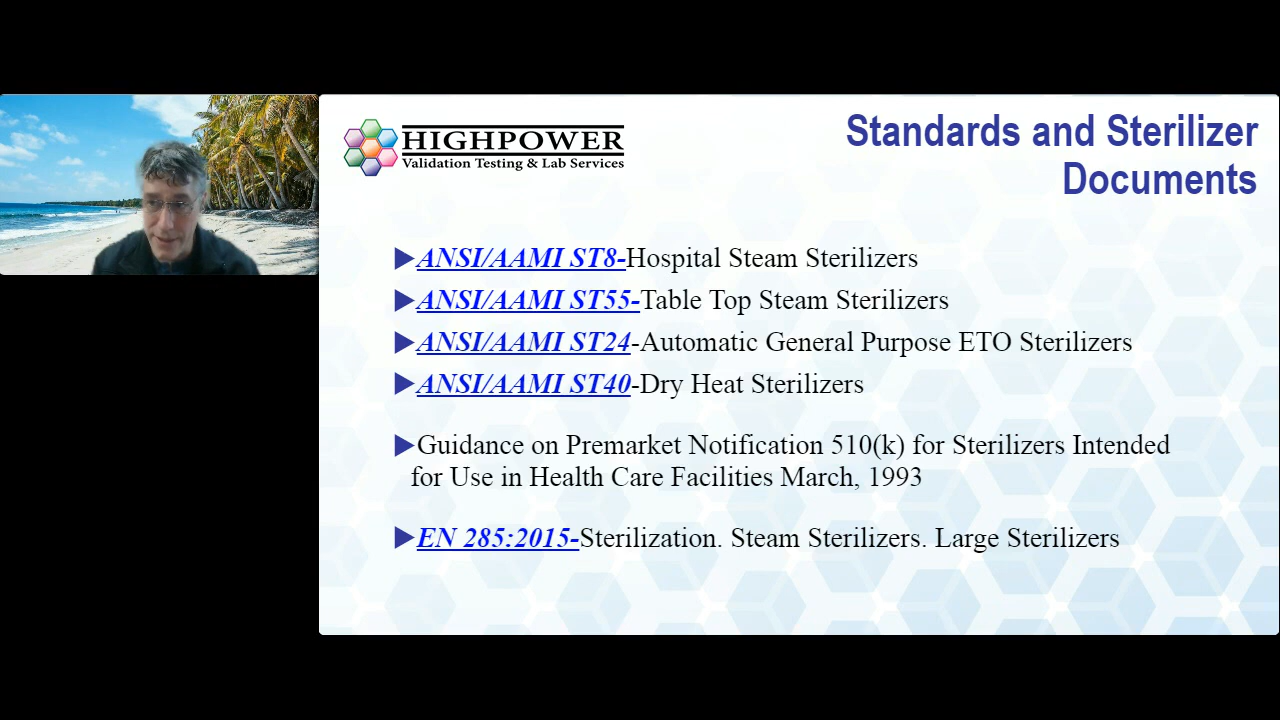 HIGHPOWER
Validation Testing & Lab Services
Standards and Sterilizer
Documents
ANSI/AAMI ST8-Hospital Steam Sterilizers
ANSI/AAMI ST55-Table Top Steam Sterilizers
ANSI/AAMI ST24-Automatic General Purpose ETO Sterilizers
ANSI/AAMI ST40-Dry Heat Sterilizers
Guidance on Premarket Notification 510(k) for Sterilizers Intended
for Use in Health Care Facilities March, 1993
EN 285:2015-Sterilization. Steam Sterilizers. Large Sterilizers